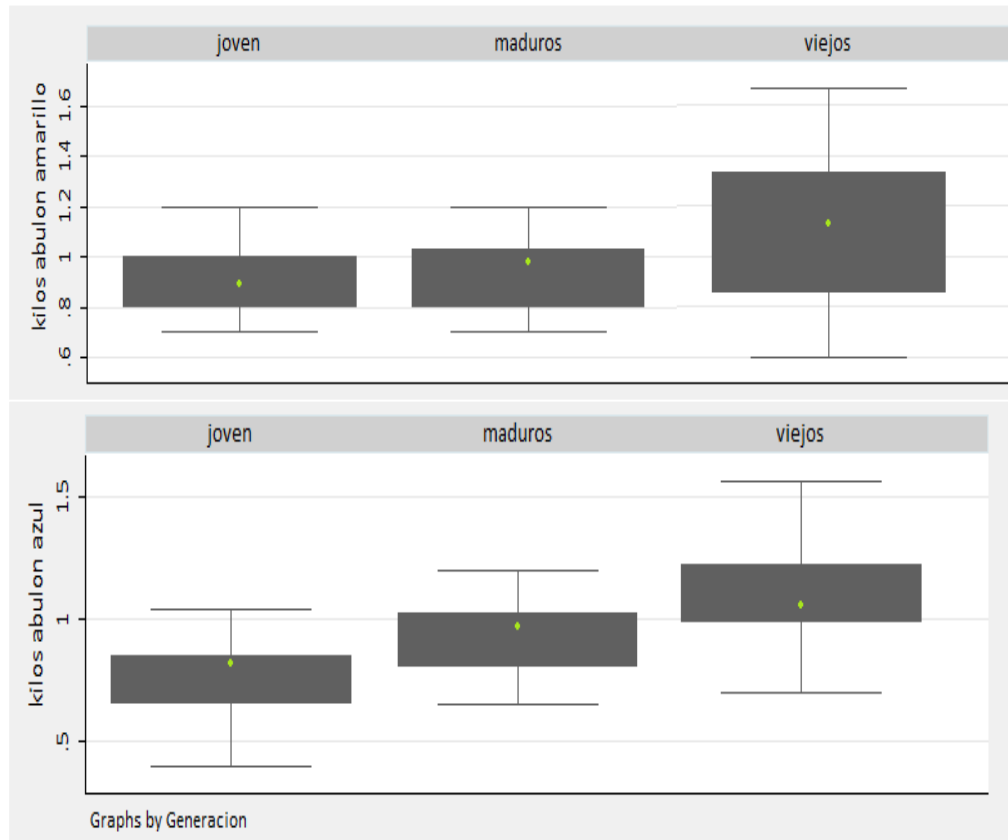 joven maduros viejos
kilos abulon amarillo
1.6
1.4
1.2
1
.8
.6
joven maduros viejos
kilos abulon azul
1.5
1
.5
Graphs by Generacion